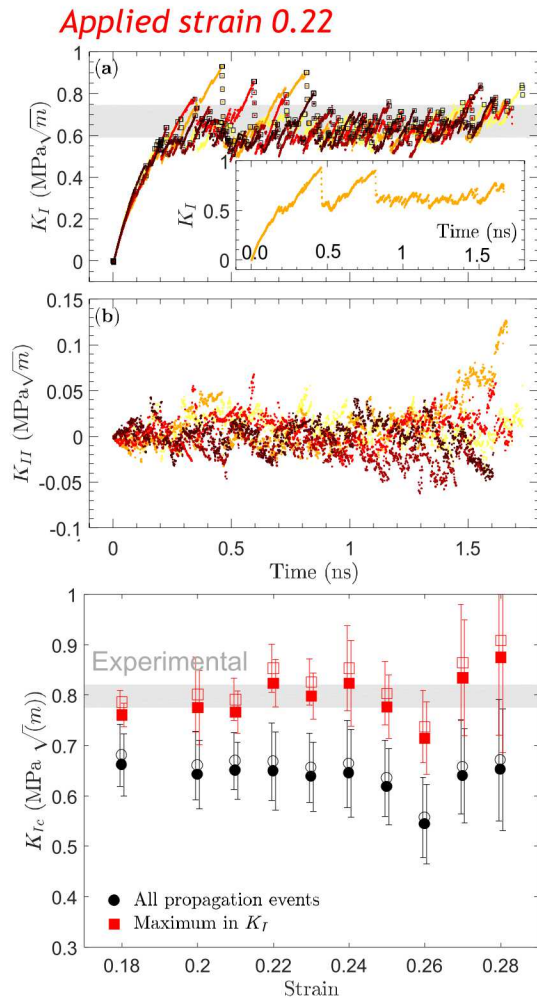 Applied strain 0.22
(a)
K_I (MPa√m)
1
0.8
0.6
0.4
0.2
0
K_I
1
0.5
0
Time (ns)
0.0 0.5 1 1.5
(b)
K_II (MPa√m)
0.15
0.1
0.05
0
-0.05
-0.1
0 0.5 1 1.5
Time (ns)
K_Ic (MPa √(m))
1
0.9
0.8
0.7
0.6
0.5
0.4
0.3
Experimental
All propagation events
Maximum in K_I
0.18 0.2 0.22 0.24 0.26 0.28
Strain